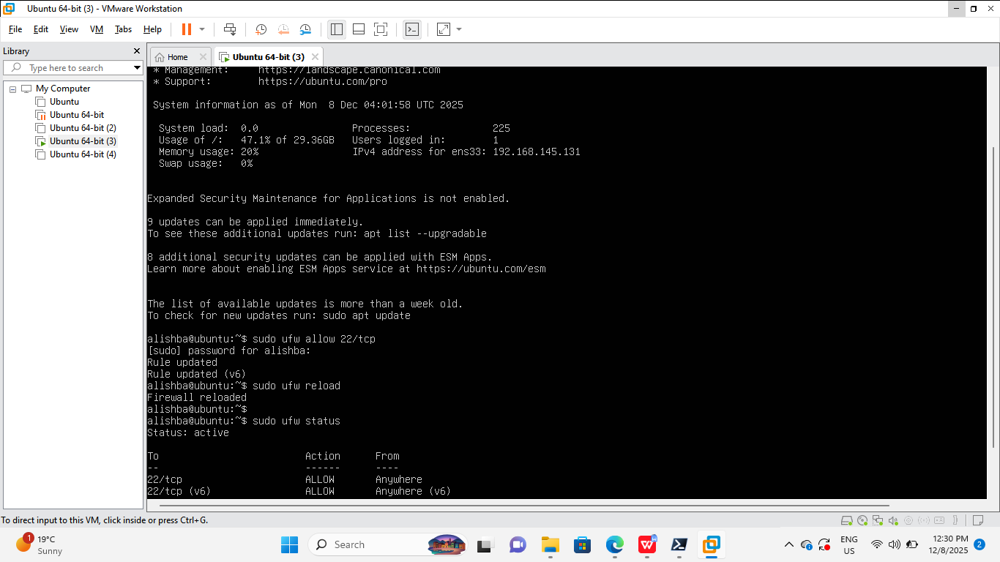 Ubuntu 64-bit (3) - VMware Workstation
File Edit View VM Tabs Help
Library
Home
Ubuntu 64-bit (3)
Type here to search
My Computer
Ubuntu
Ubuntu 64-bit
Ubuntu 64-bit (2)
Ubuntu 64-bit (3)
Ubuntu 64-bit (4)
* Management: https://landscape.canonical.com
* Support: https://ubuntu.com/pro
System information as of Mon 8 Dec 04:01:58 UTC 2025
System load: 0.0 Processes: 225
Usage of /: 47.1% of 29.36GB Users logged in: 1
Memory usage: 20% IPv4 address for ens33: 192.168.145.131
Swap usage: 0%
Expanded Security Maintenance for Applications is not enabled.
9 updates can be applied immediately.
To see these additional updates run: apt list --upgradable
8 additional security updates can be applied with ESM Apps.
Learn more about enabling ESM Apps service at https://ubuntu.com/esm
The list of available updates is more than a week old.
To check for new updates run: sudo apt update
alishba@ubuntu:~$ sudo ufw allow 22/tcp
[sudo] password for alishba:
Rule updated
Rule updated (v6)
alishba@ubuntu:~$ sudo ufw reload
Firewall reloaded
alishba@ubuntu:~$
alishba@ubuntu:~$ sudo ufw status
Status: active
To Action From
-- ------ ----
22/tcp ALLOW Anywhere
22/tcp (v6) ALLOW Anywhere (v6)
To direct input to this VM, click inside or press Ctrl+G.
1
19°C
Sunny
Search
ENG
US
12:30 PM
12/8/2025
2